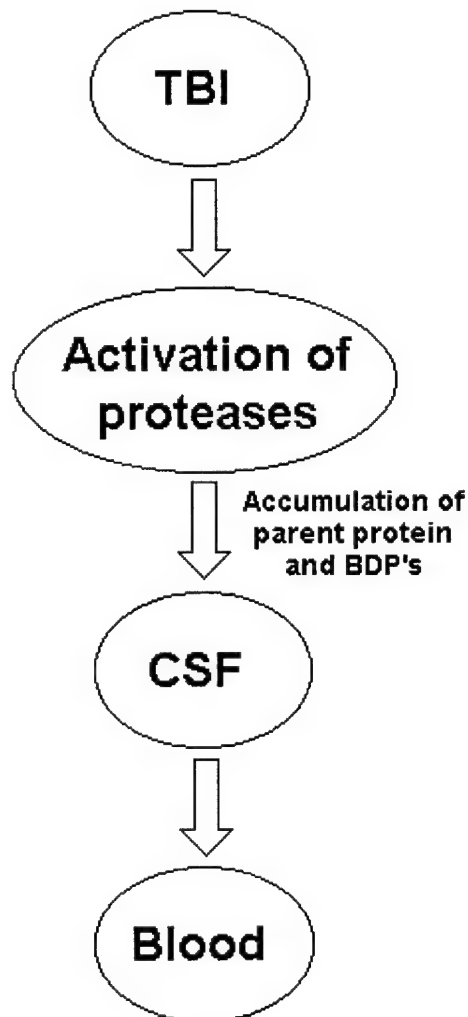 TBI
Activation of
proteases
Accumulation of
parent protein
and BDP's
CSF
Blood